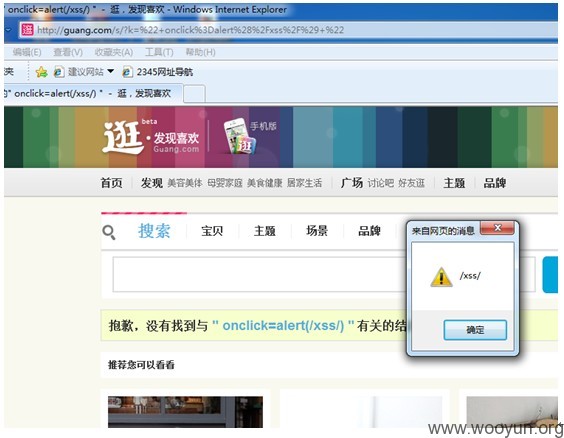 " onclick=alert(/xss/) " - 逛，发现喜欢 - Windows Internet Explorer
http://guang.com/s/?k=%22+onclick%3Dalert%28%2Fxss%2F%29+%22
编辑(E) 查看(V) 收藏夹(A) 工具(T) 帮助(H)
夹 建议网站 2345网址导航
的" onclick=alert(/xss/) " - 逛，发现喜欢
逛 beta ·发现喜欢 Guang.com 手机版
首页 发现 美容美体 母婴家庭 美食健康 居家生活 广场 讨论吧 好友逛 主题 品牌
搜索 宝贝 主题 场景 品牌
来自网页的消息
/xss/
确定
抱歉，没有找到与 " onclick=alert(/xss/) " 有关的结
推荐您可以看看
www.wooyun.org